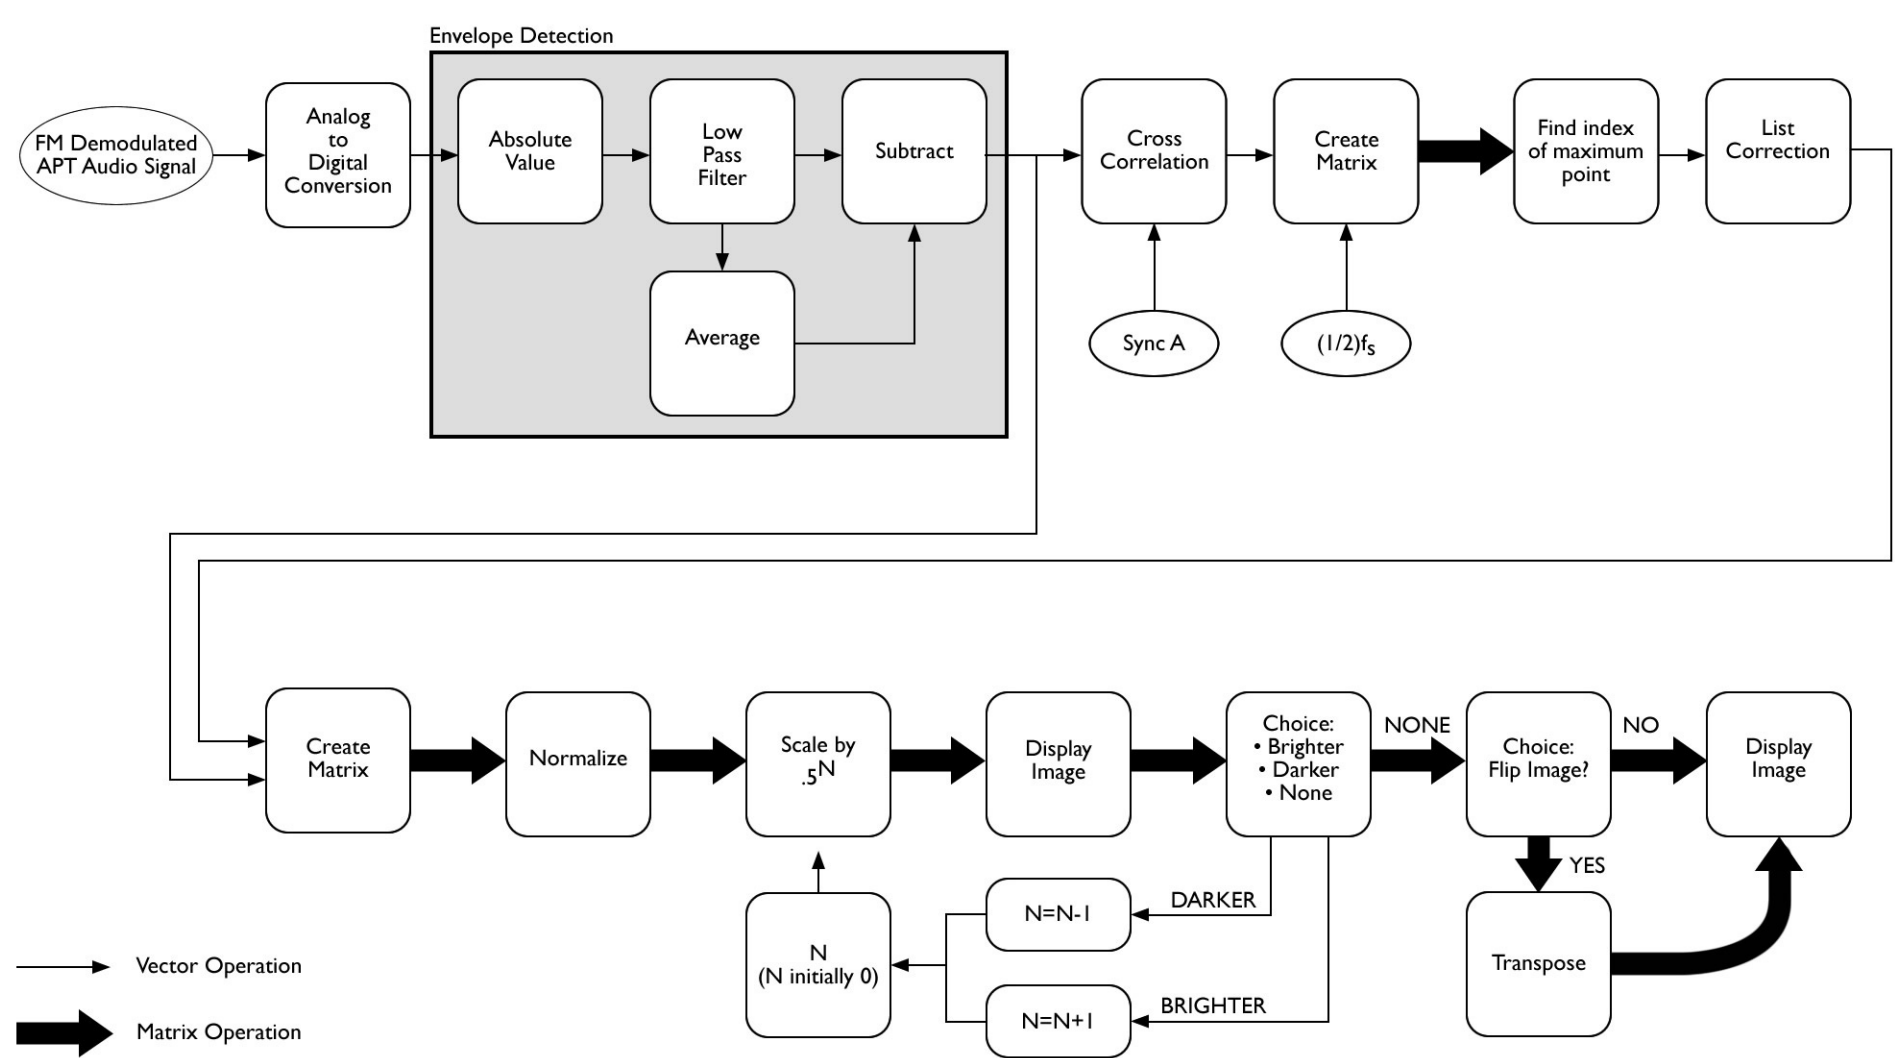 Envelope Detection
FM Demodulated
APT Audio Signal
Analog
to
Digital
Conversion
Absolute
Value
Low
Pass
Filter
Subtract
Average
Cross
Correlation
Sync A
Create
Matrix
(1/2)fs
Find index
of maximum
point
List
Correction
Create
Matrix
Normalize
Scale by
.5N
Display
Image
Choice:
• Brighter
• Darker
• None
NONE
Choice:
Flip Image?
NO
Display
Image
YES
Transpose
DARKER
N=N-1
BRIGHTER
N=N+1
N
(N initially 0)
Vector Operation
Matrix Operation